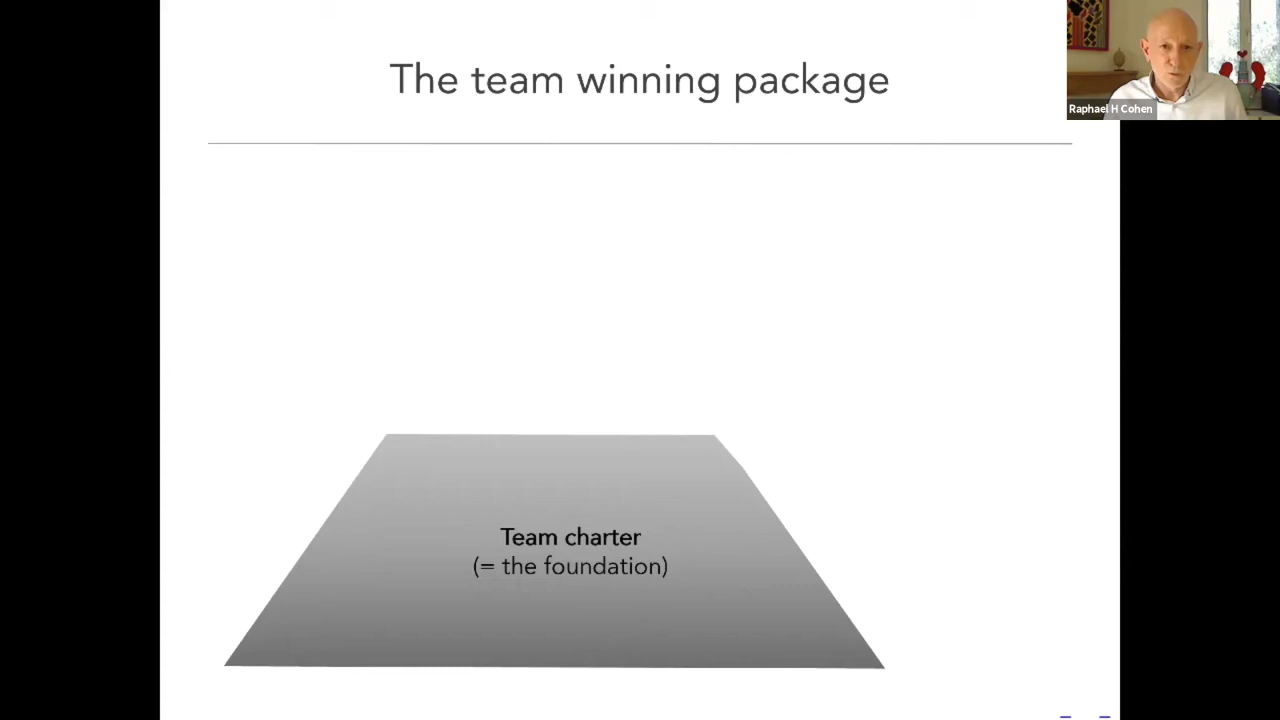 The team winning package
Raphael H Cohen
Team charter
(= the foundation)